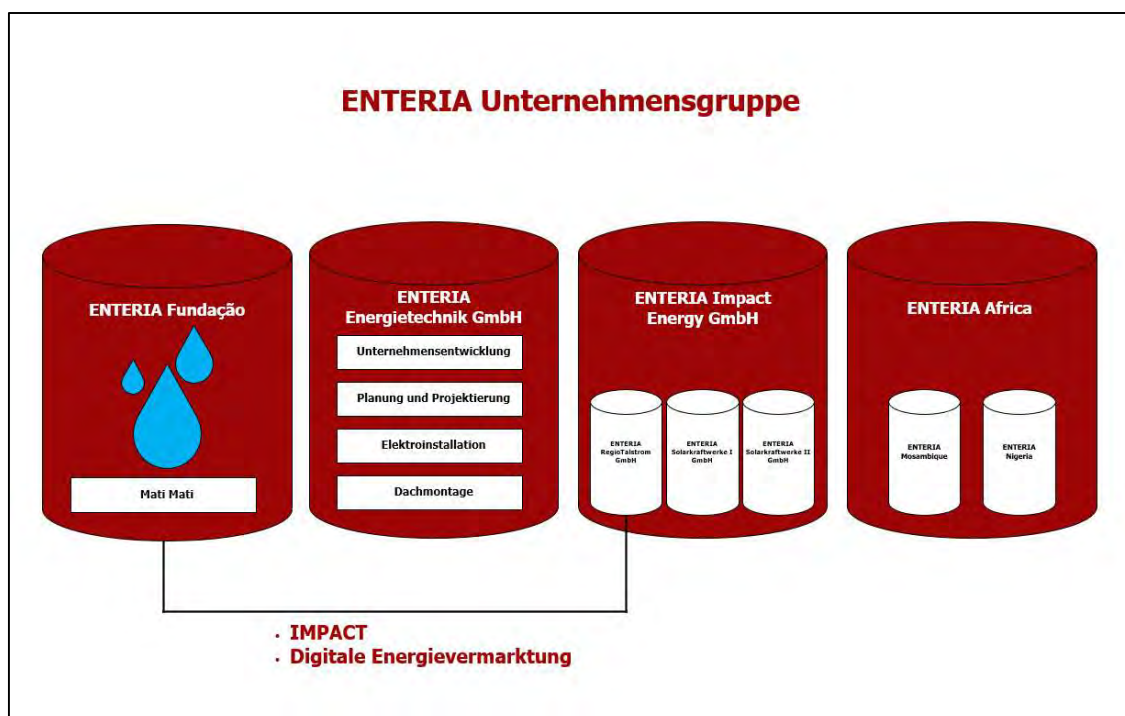 ENTERIA Unternehmensgruppe
ENTERIA Fundação
Mati Mati
ENTERIA
Energietechnik GmbH
Unternehmensentwicklung
Planung und Projektierung
Elektroinstallation
Dachmontage
ENTERIA Impact
Energy GmbH
ENTERIA
RegioTalstrom
GmbH
ENTERIA
Solarkraftwerke I
GmbH
ENTERIA
Solarkraftwerke II
GmbH
ENTERIA Africa
ENTERIA
Mosambique
ENTERIA
Nigeria
• IMPACT
• Digitale Energievermarktung